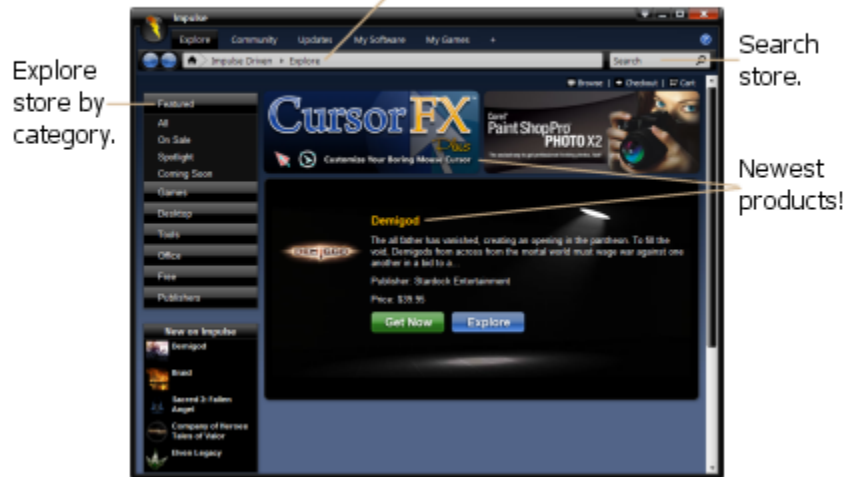 Impulse
Explore Community Updates My Software My Games +
Impulse Driven Explore
Search
Search
store.
Browse | Checkout | Cart
Explore
store by
category.
Featured
All
On Sale
Spotlight
Coming Soon
Games
Desktop
Tools
Office
Free
Publishers
CursorFX
Plus
Customize Your Boring Mouse Cursor
Corel
Paint Shop Pro
PHOTO X2
Newest
products!
Demigod
The all father has vanished, creating an opening in the pantheon. To fill the
void, Demigods from across from the mortal world must wage war against one
another in a bid to a...
DEMIGOD
Publisher: Stardock Entertainment
Price: $39.95
Get Now Explore
New on Impulse
Demigod
Braid
Sacred 2: Fallen
Angel
Company of Heroes
Tales of Valor
Elven Legacy